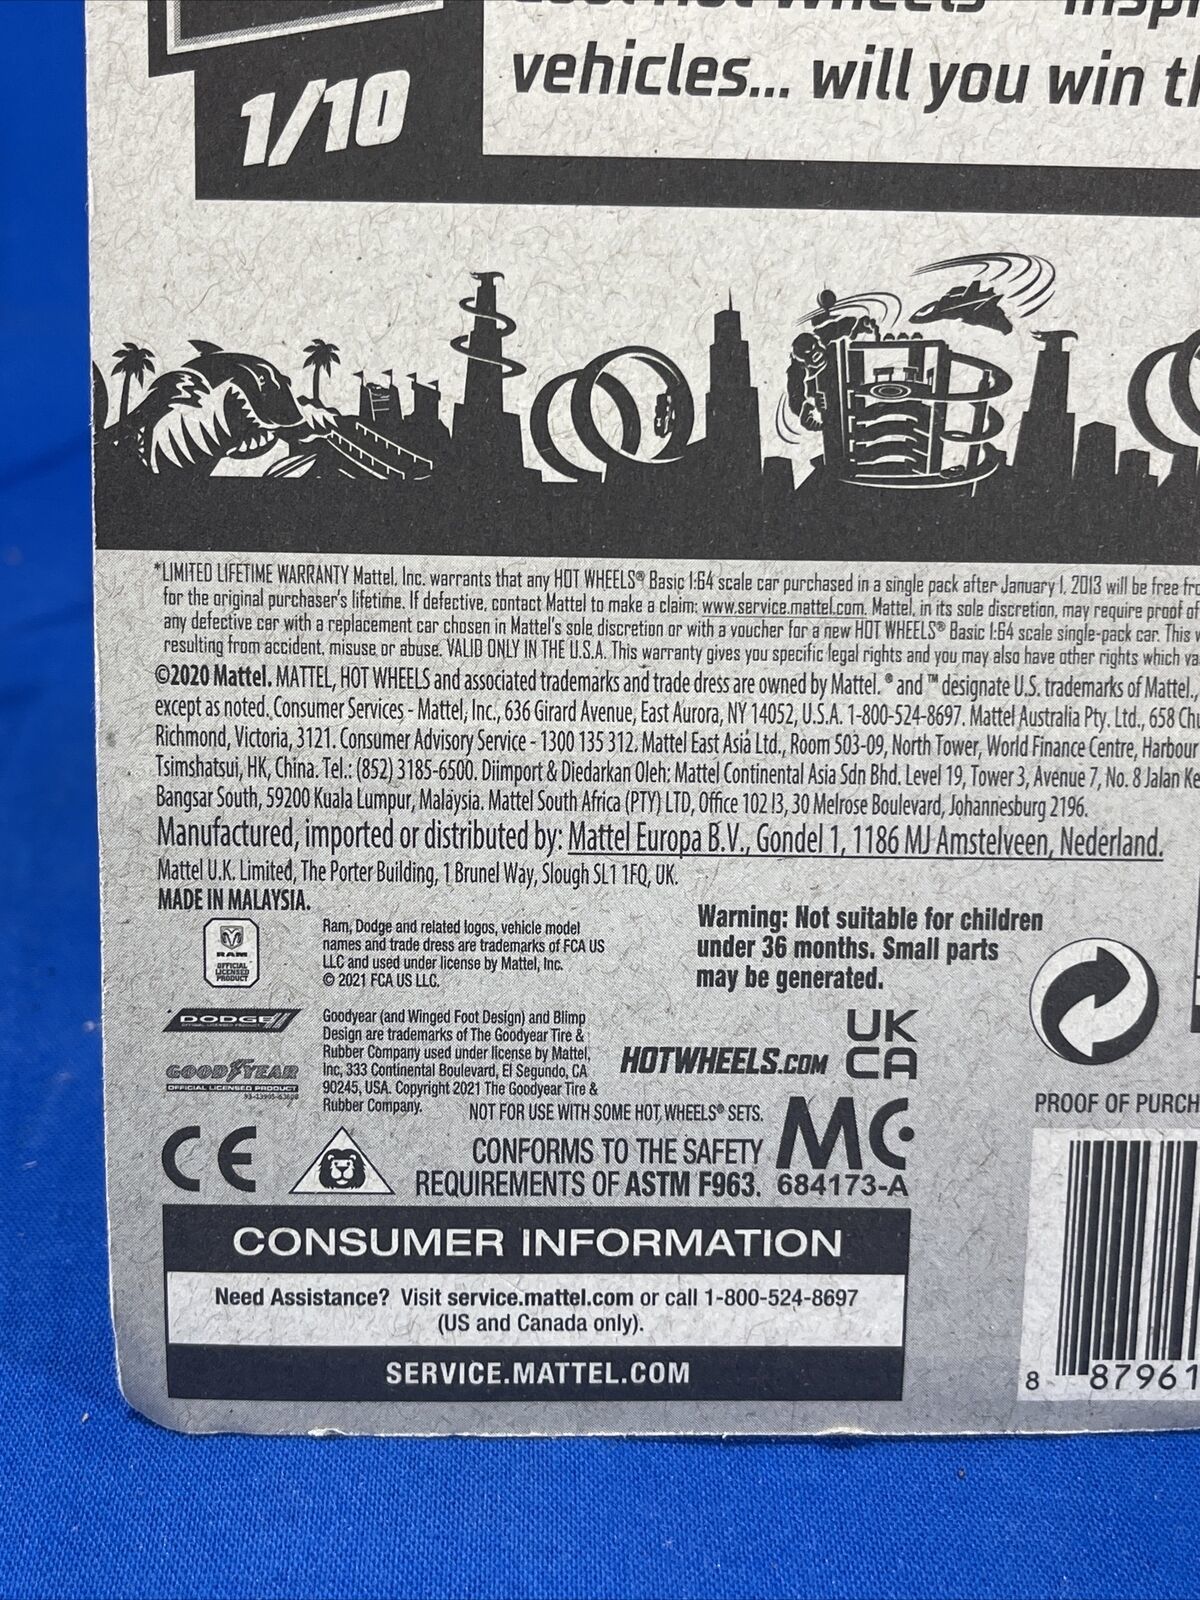 vehicles... will you win
1/10
*LIMITED LIFETIME WARRANTY Mattel, Inc. warrants that any HOT WHEELS® Basic 1:64 scale car purchased in a single pack after January 1, 2013 will be free
for the original purchaser's lifetime. If defective, contact Mattel to make a claim: www.service.mattel.com. Mattel, in its sole discretion, may require proof of
any defective car with a replacement car chosen in Mattel's sole discretion or with a voucher for a new HOT WHEELS® Basic 1:64 scale single-pack car. This
resulting from accident, misuse or abuse. VALID ONLY IN THE U.S.A. This warranty gives you specific legal rights and you may also have other rights which
©2020 Mattel. MATTEL, HOT WHEELS and associated trademarks and trade dress are owned by Mattel. ® and ™ designate U.S. trademarks of Mattel.,
except as noted. Consumer Services - Mattel, Inc., 636 Girard Avenue, East Aurora, NY 14052, U.S.A. 1-800-524-8697. Mattel Australia Pty. Ltd., 658
Richmond, Victoria, 3121. Consumer Advisory Service - 1300 135 312. Mattel East Asia Ltd., Room 503-09, North Tower, World Finance Centre, Harbour
Tsimshatsui, HK, China. Tel.: (852) 3185-6500. Diimport & Diedarkan Oleh: Mattel Continental Asia Sdn Bhd. Level 19, Tower 3, Avenue 7, No. 8 Jalan
Bangsar South, 59200 Kuala Lumpur, Malaysia. Mattel South Africa (PTY) LTD, Office 102 I3, 30 Melrose Boulevard, Johannesburg 2196.
Manufactured, imported or distributed by: Mattel Europa B.V., Gondel 1, 1186 MJ Amstelveen, Nederland.
Mattel U.K. Limited, The Porter Building, 1 Brunel Way, Slough SL1 1FQ, UK.
MADE IN MALAYSIA.
RAM
OFFICIAL
LICENSED
PRODUCT
Ram, Dodge and related logos, vehicle model
names and trade dress are trademarks of FCA US
LLC and used under license by Mattel, Inc.
© 2021 FCA US LLC.
Warning: Not suitable for children
under 36 months. Small parts
may be generated.
DODGE
GOODYEAR
OFFICIAL LICENSED PRODUCT
Goodyear (and Winged Foot Design) and Blimp
Design are trademarks of The Goodyear Tire &
Rubber Company used under license by Mattel,
Inc, 333 Continental Boulevard, El Segundo, CA
90245, USA. Copyright 2021 The Goodyear Tire &
Rubber Company.
HOTWHEELS.COM
UK
CA
NOT FOR USE WITH SOME HOT WHEELS® SETS.
CE
CONFORMS TO THE SAFETY
REQUIREMENTS OF ASTM F963.
MC
684173-A
PROOF OF
CONSUMER INFORMATION
Need Assistance? Visit service.mattel.com or call 1-800-524-8697
(US and Canada only).
SERVICE.MATTEL.COM
8 87961